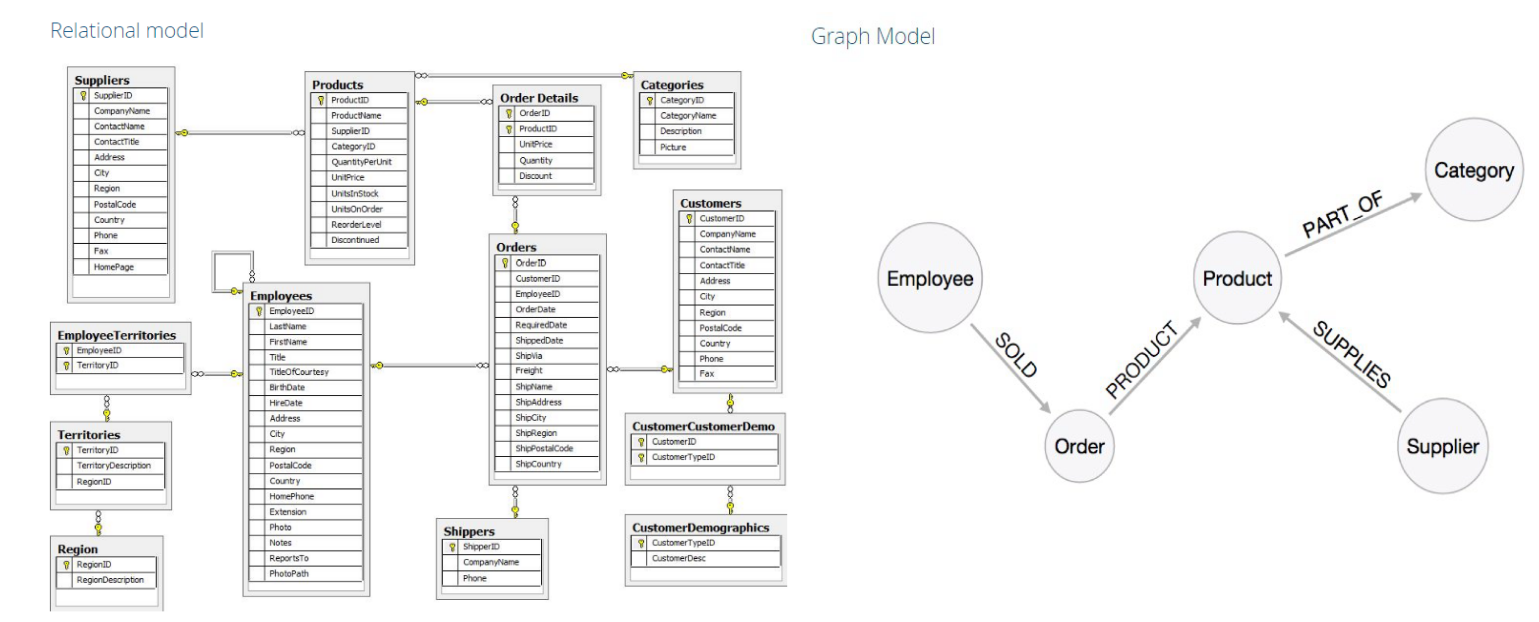 Relational model
Suppliers
SupplierID
CompanyName
ContactName
ContactTitle
Address
City
Region
PostalCode
Country
Phone
Fax
HomePage
Products
ProductID
ProductName
SupplierID
CategoryID
QuantityPerUnit
UnitPrice
UnitsInStock
UnitsOnOrder
ReorderLevel
Discontinued
Order Details
OrderID
ProductID
UnitPrice
Quantity
Discount
Categories
CategoryID
CategoryName
Description
Picture
Customers
CustomerID
CompanyName
ContactName
ContactTitle
Address
City
Region
PostalCode
Country
Phone
Fax
Orders
OrderID
CustomerID
EmployeeID
OrderDate
RequiredDate
ShippedDate
ShipVia
Freight
ShipName
ShipAddress
ShipCity
ShipRegion
ShipPostalCode
ShipCountry
Employees
EmployeeID
LastName
FirstName
Title
TitleOfCourtesy
BirthDate
HireDate
Address
City
Region
PostalCode
Country
HomePhone
Extension
Photo
Notes
ReportsTo
PhotoPath
EmployeeTerritories
EmployeeID
TerritoryID
Territories
TerritoryID
TerritoryDescription
RegionID
Region
RegionID
RegionDescription
Shippers
ShipperID
CompanyName
Phone
CustomerCustomerDemo
CustomerID
CustomerTypeID
CustomerDemographics
CustomerTypeID
CustomerDesc
Graph Model
Category
PART_OF
Employee
Product
SOLD
PRODUCT
SUPPLIES
Order
Supplier